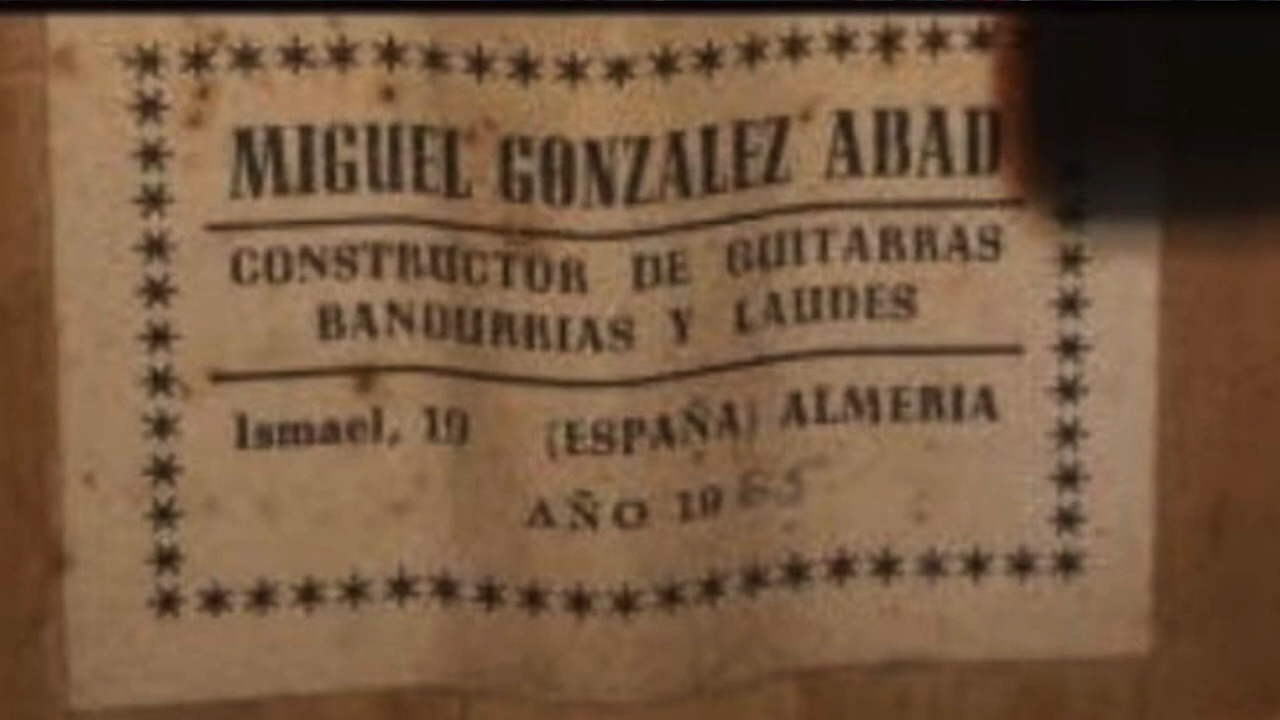 MIGUEL GONZALEZ ABAD
CONSTRUCTOR DE GUITARRAS
BANDURRIAS Y LAUDES
Ismael, 19 (ESPAÑA) ALMERIA
AÑO 19